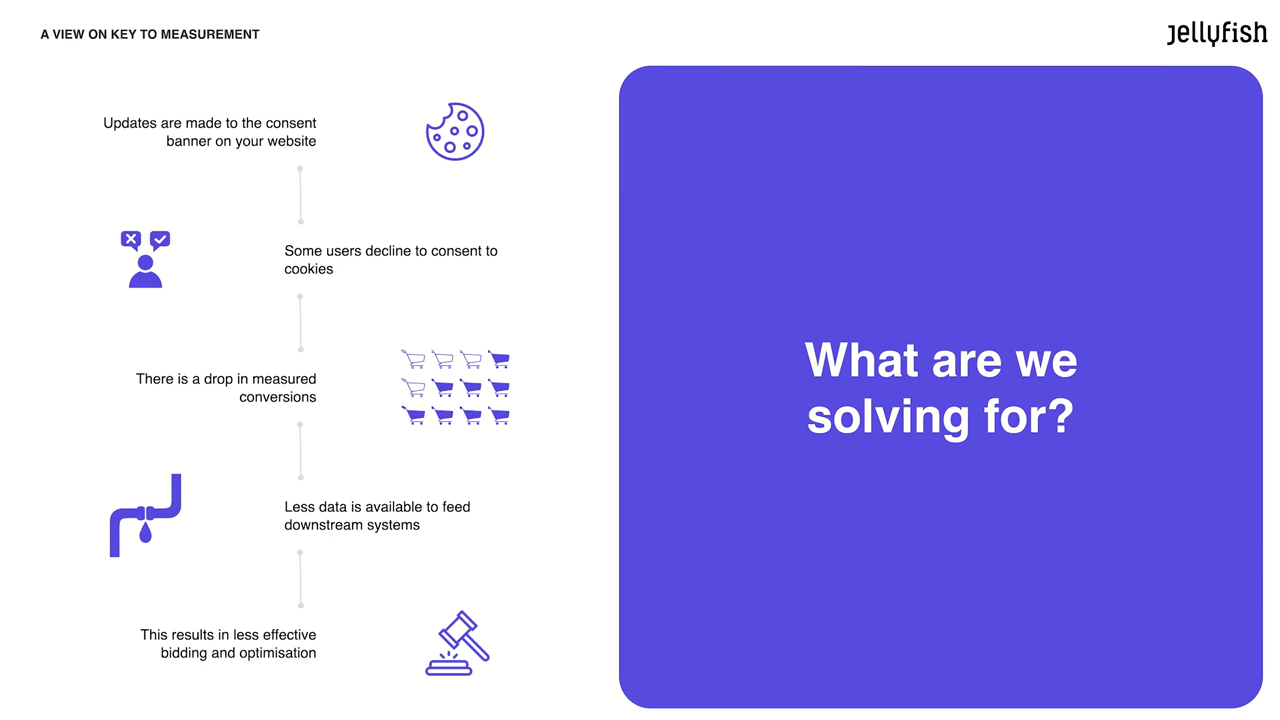 A VIEW ON KEY TO MEASUREMENT
jellyfish
Updates are made to the consent
banner on your website
Some users decline to consent to
cookies
There is a drop in measured
conversions
Less data is available to feed
downstream systems
This results in less effective
bidding and optimisation
What are we
solving for?